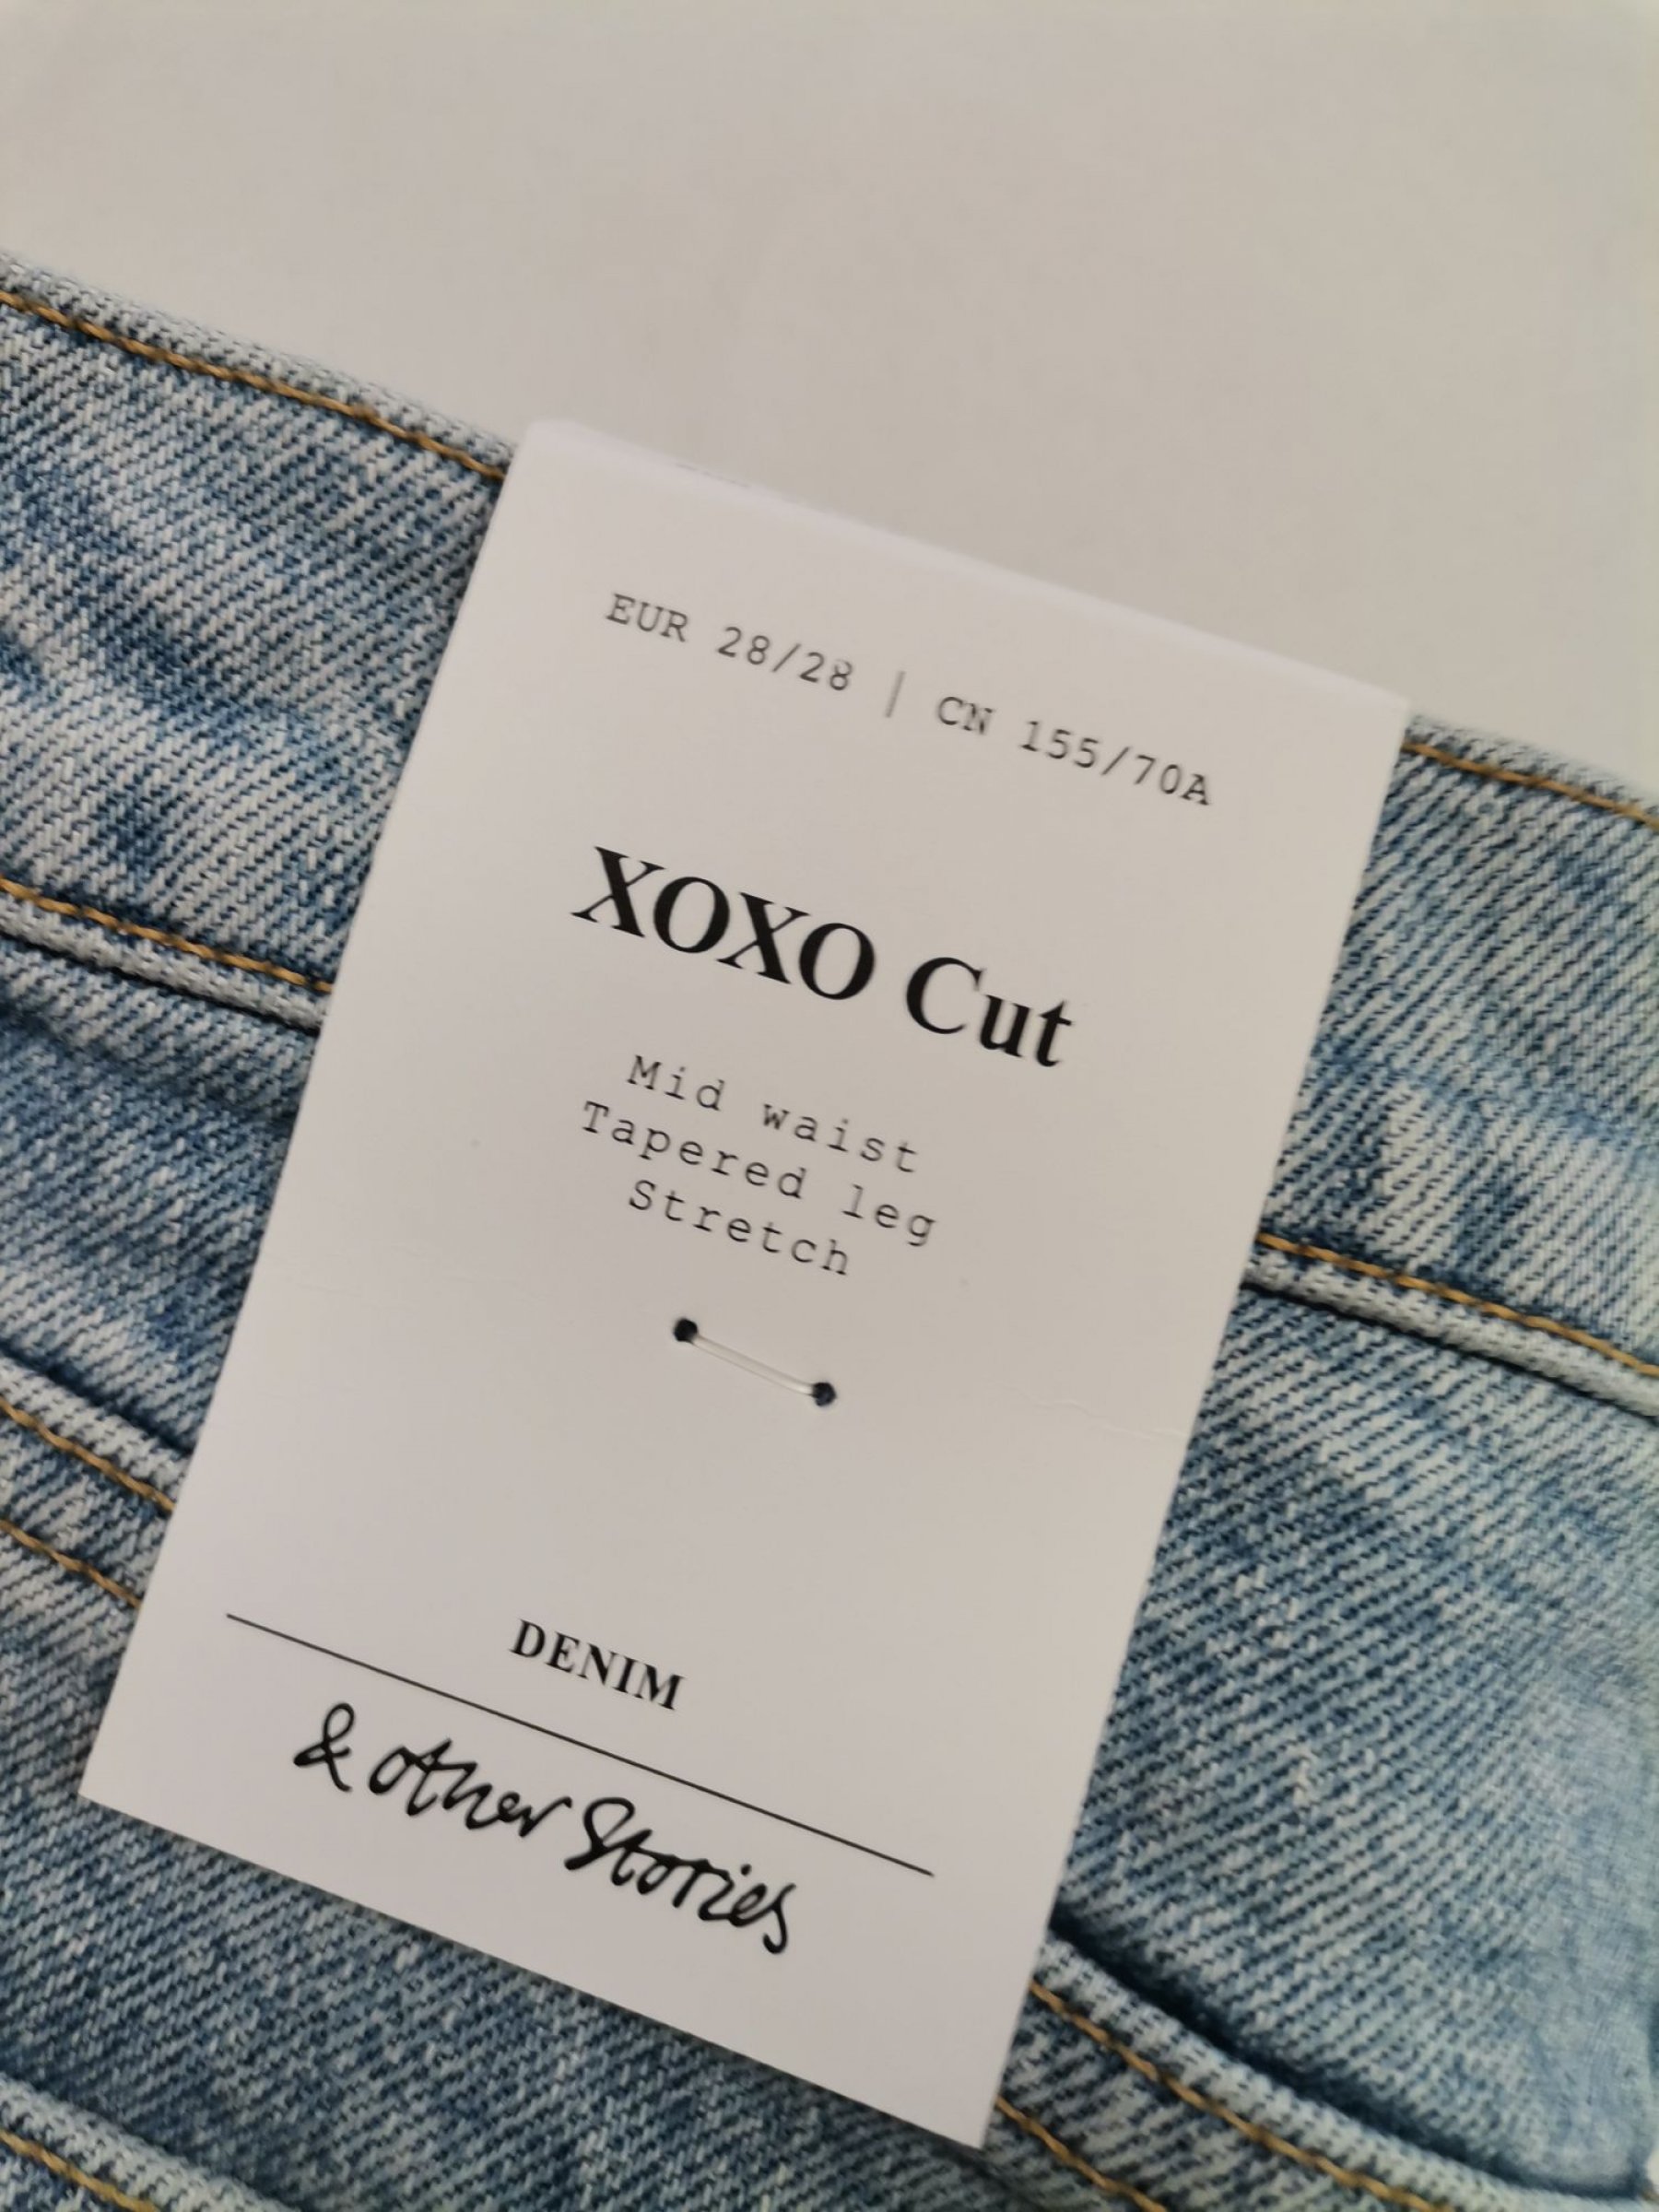 EUR 28/28 | CN 155/70A
XOXO Cut
Mid waist
Tapered leg
Stretch
DENIM
& other Stories